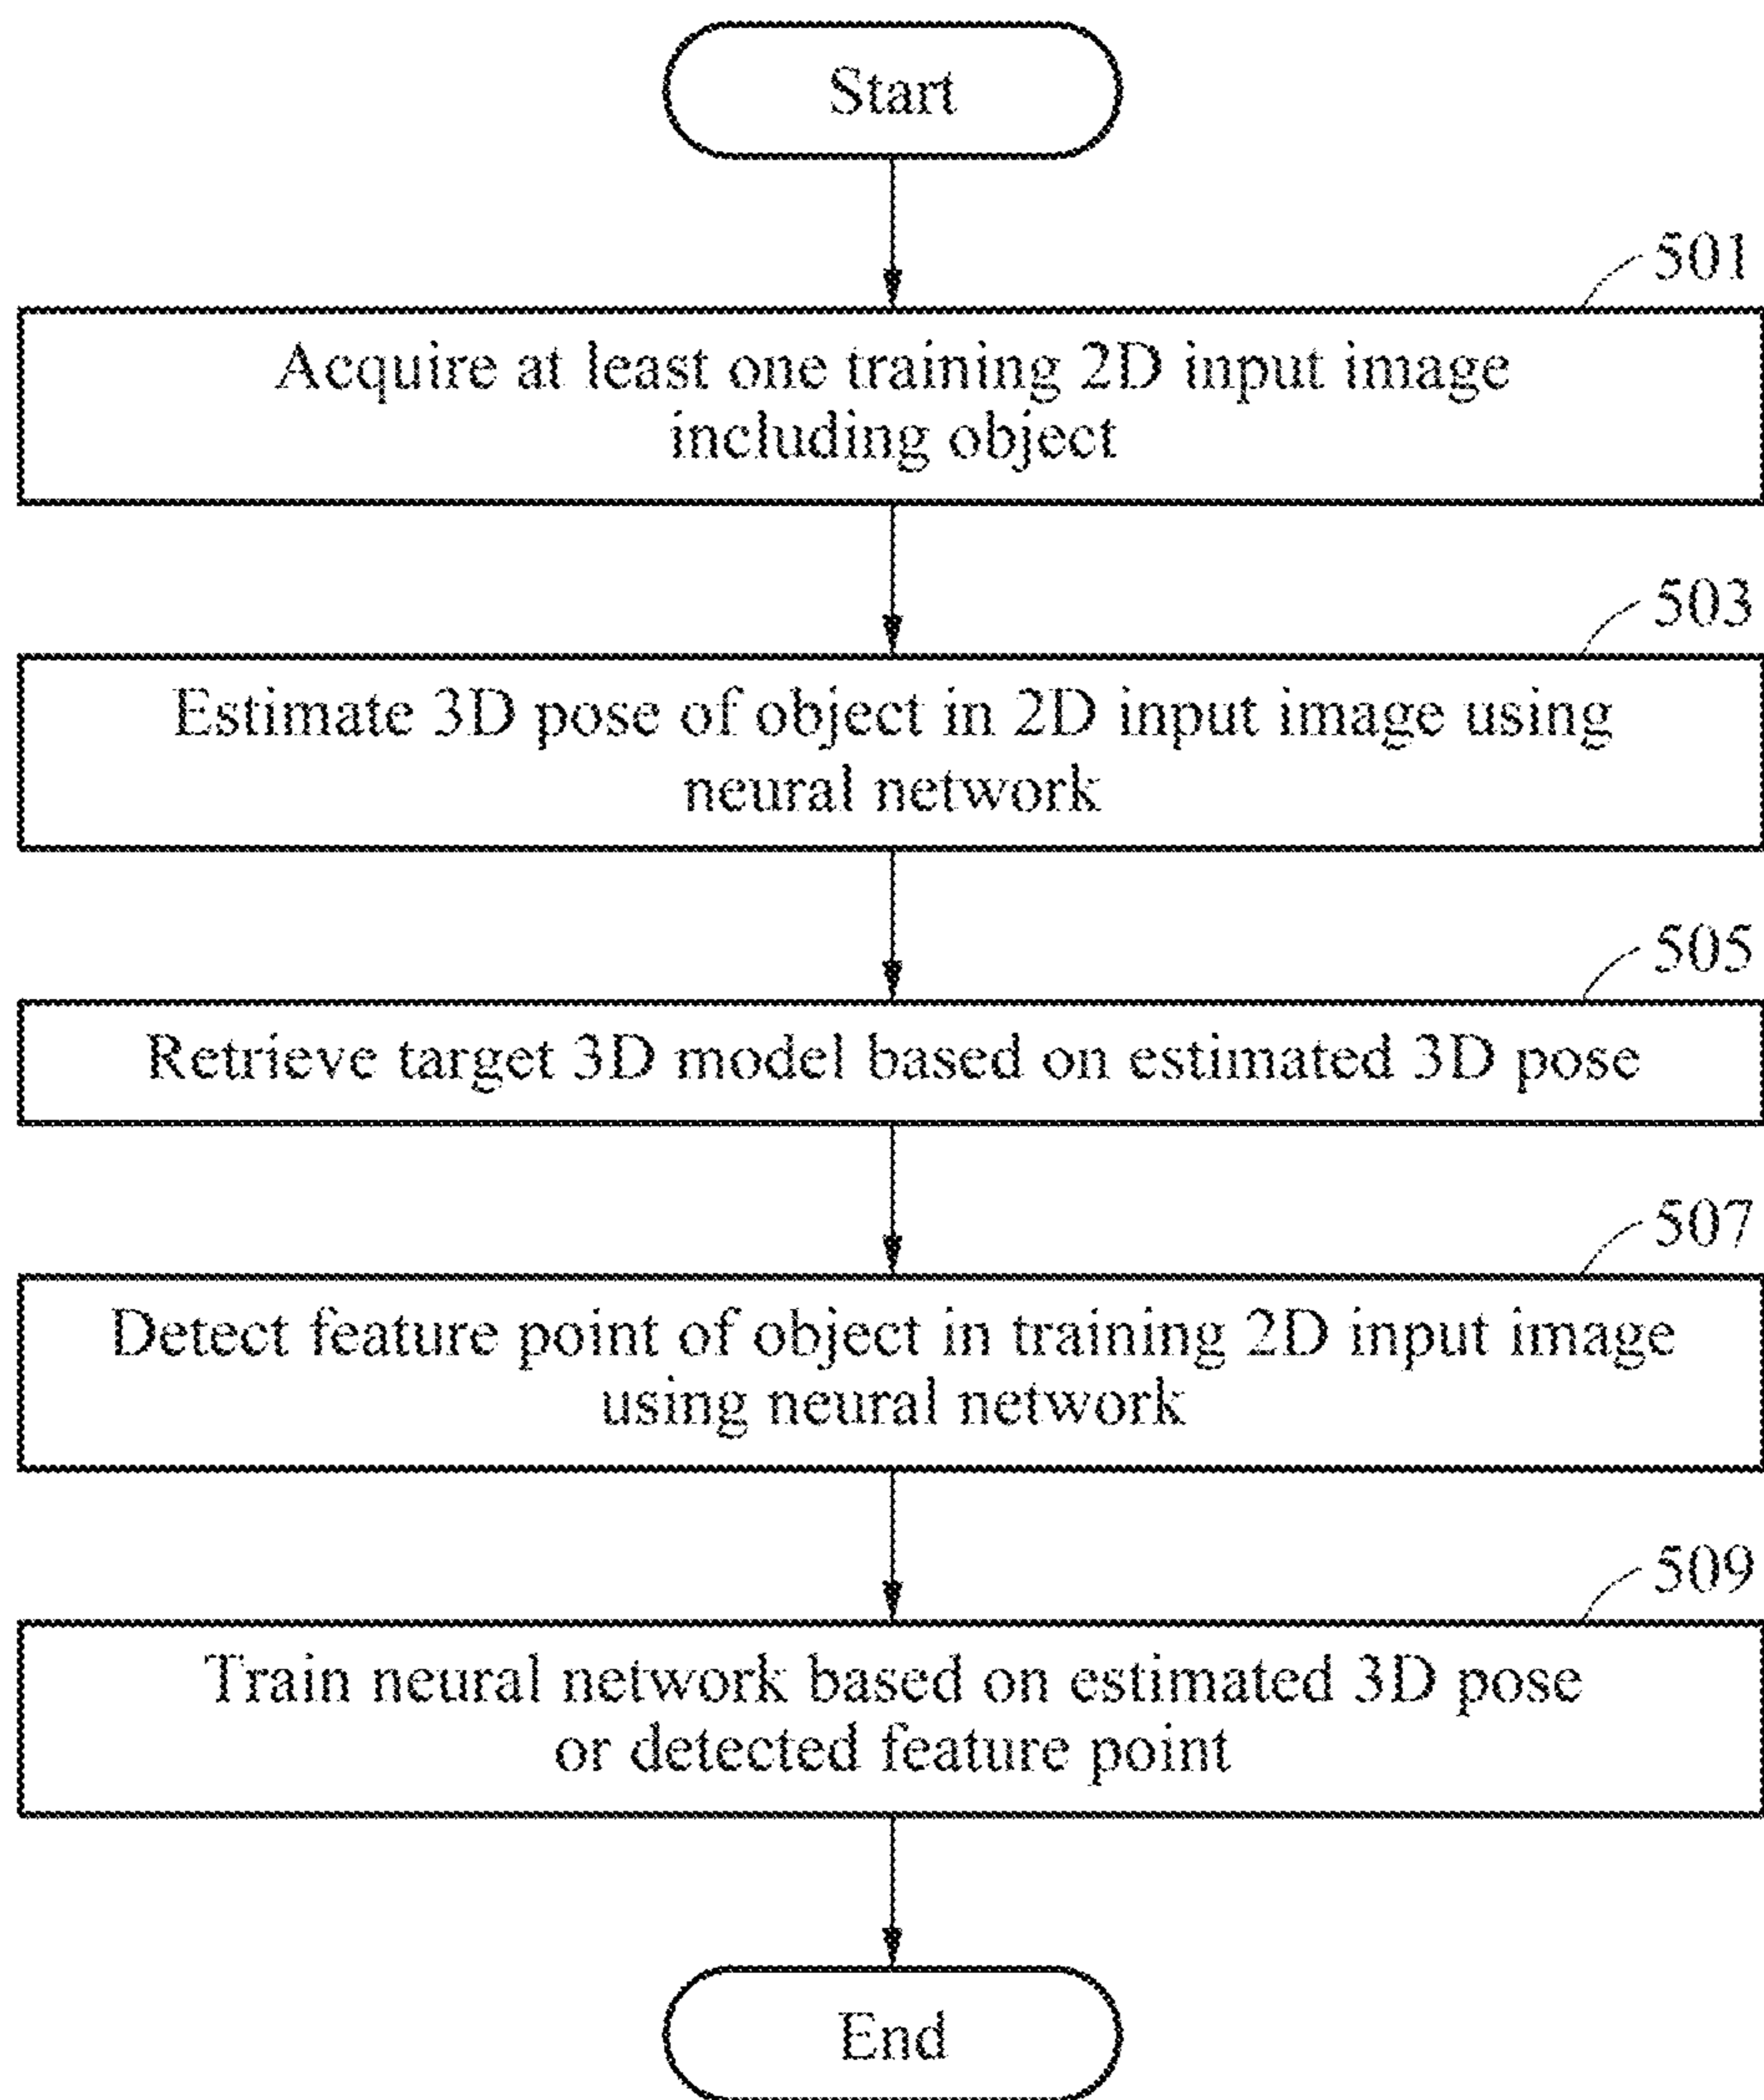 Start
501
Acquire at least one training 2D input image
including object
503
Estimate 3D pose of object in 2D input image using
neural network
505
Retrieve target 3D model based on estimated 3D pose
507
Detect feature point of object in training 2D input image
using neural network
509
Train neural network based on estimated 3D pose
or detected feature point
End